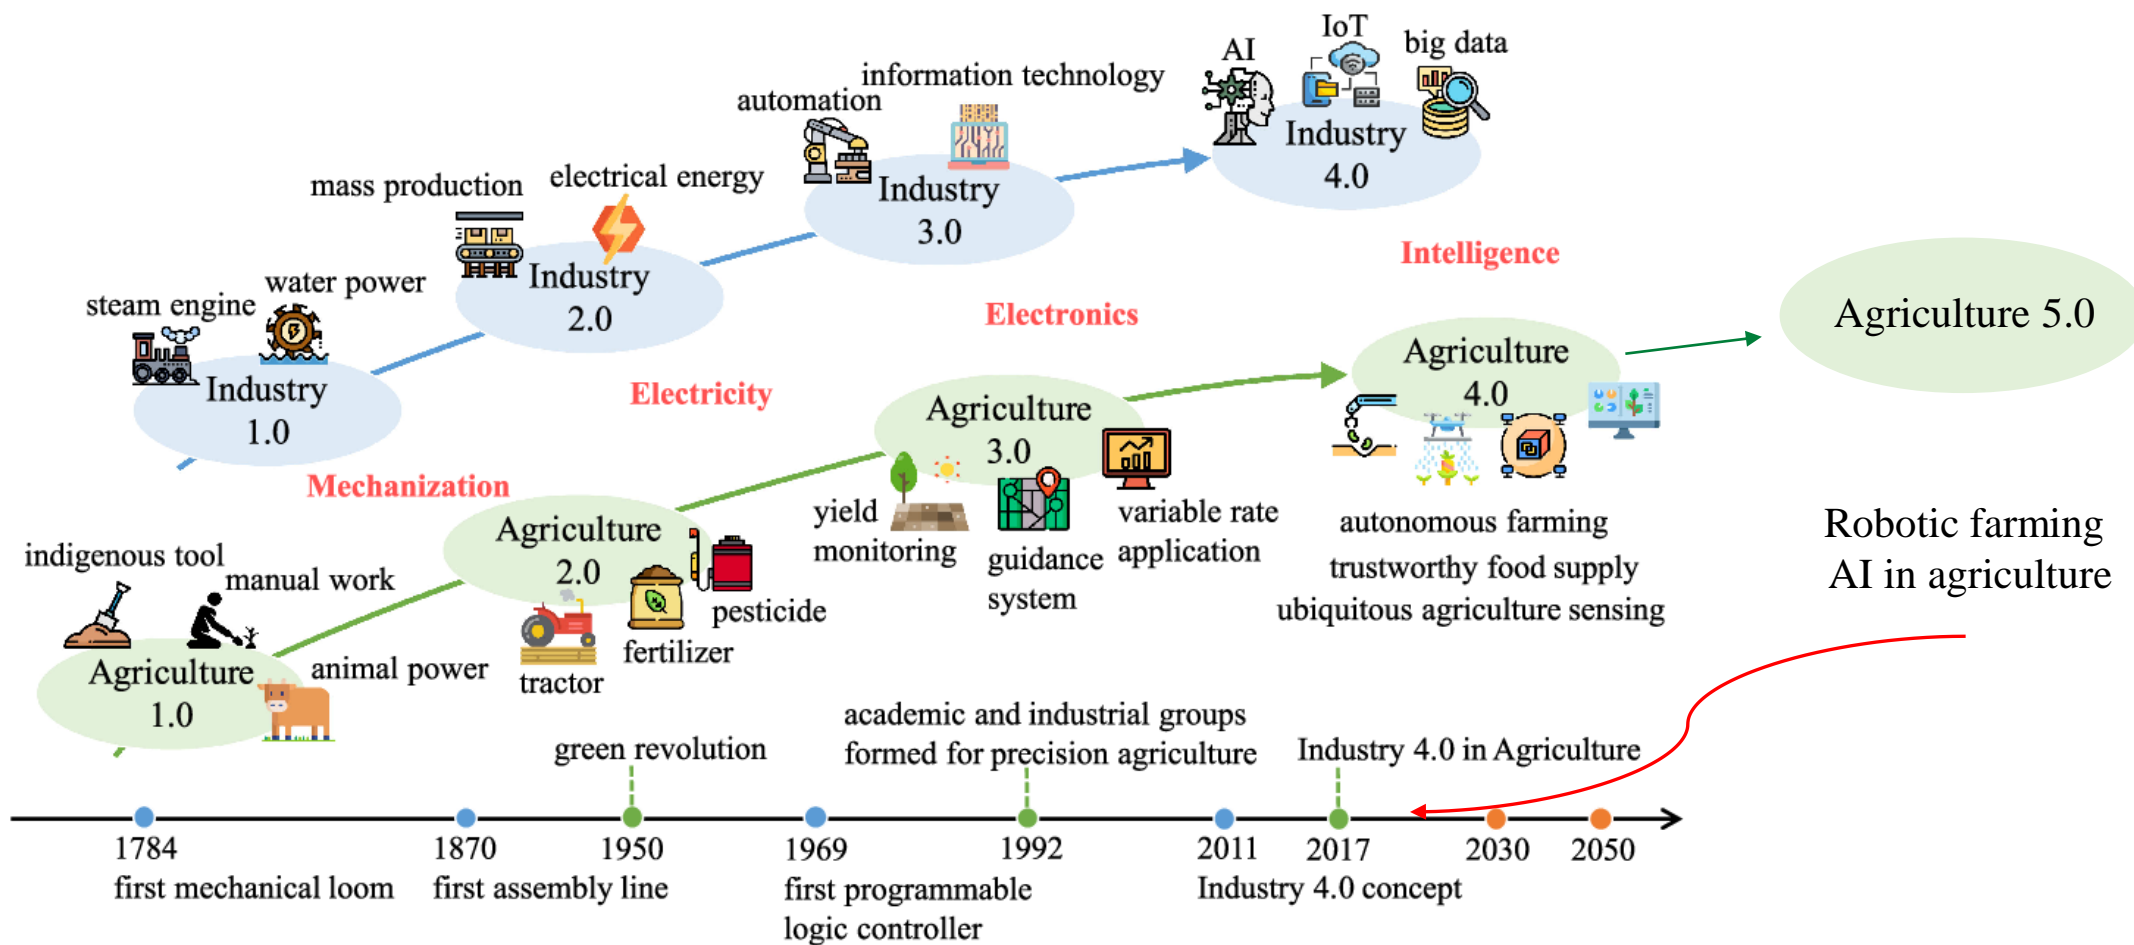 AI
IoT
big data
information technology
automation
Industry
4.0
Industry
3.0
mass production
electrical energy
Industry
2.0
water power
steam engine
Industry
1.0
Intelligence
Electronics
Electricity
Mechanization
Agriculture 5.0
Agriculture
4.0
autonomous farming
trustworthy food supply
ubiquitous agriculture sensing
Robotic farming
AI in agriculture
Agriculture
3.0
yield
monitoring
guidance
system
variable rate
application
Agriculture
2.0
tractor
fertilizer
pesticide
indigenous tool
manual work
animal power
Agriculture
1.0
green revolution
academic and industrial groups
formed for precision agriculture
Industry 4.0 in Agriculture
1784
1870
1950
1969
1992
2011
2017
2030
2050
first mechanical loom
first assembly line
first programmable
logic controller
Industry 4.0 concept